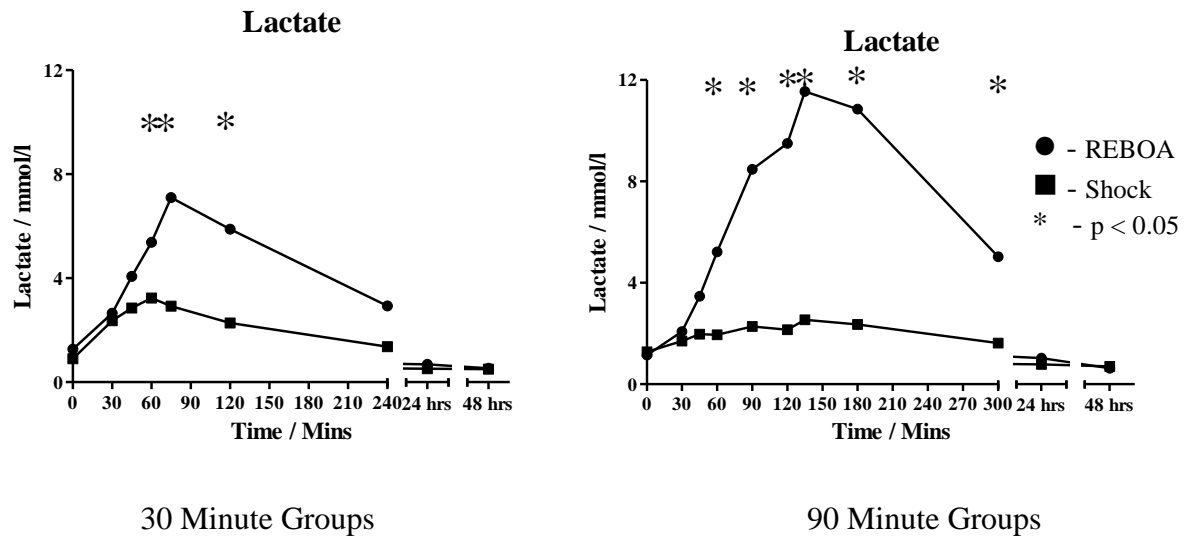 Lactate
12
8
4
0
Lactate / mmol/l
* * *
0 30 60 90 120 150 180 210 240 24 hrs 48 hrs
Time / Mins
30 Minute Groups
Lactate
12
8
4
0
Lactate / mmol/l
* * * * * *
0 30 60 90 120 150 180 210 240 270 300 24 hrs 48 hrs
Time / Mins
90 Minute Groups
- REBOA
- Shock
* - p < 0.05